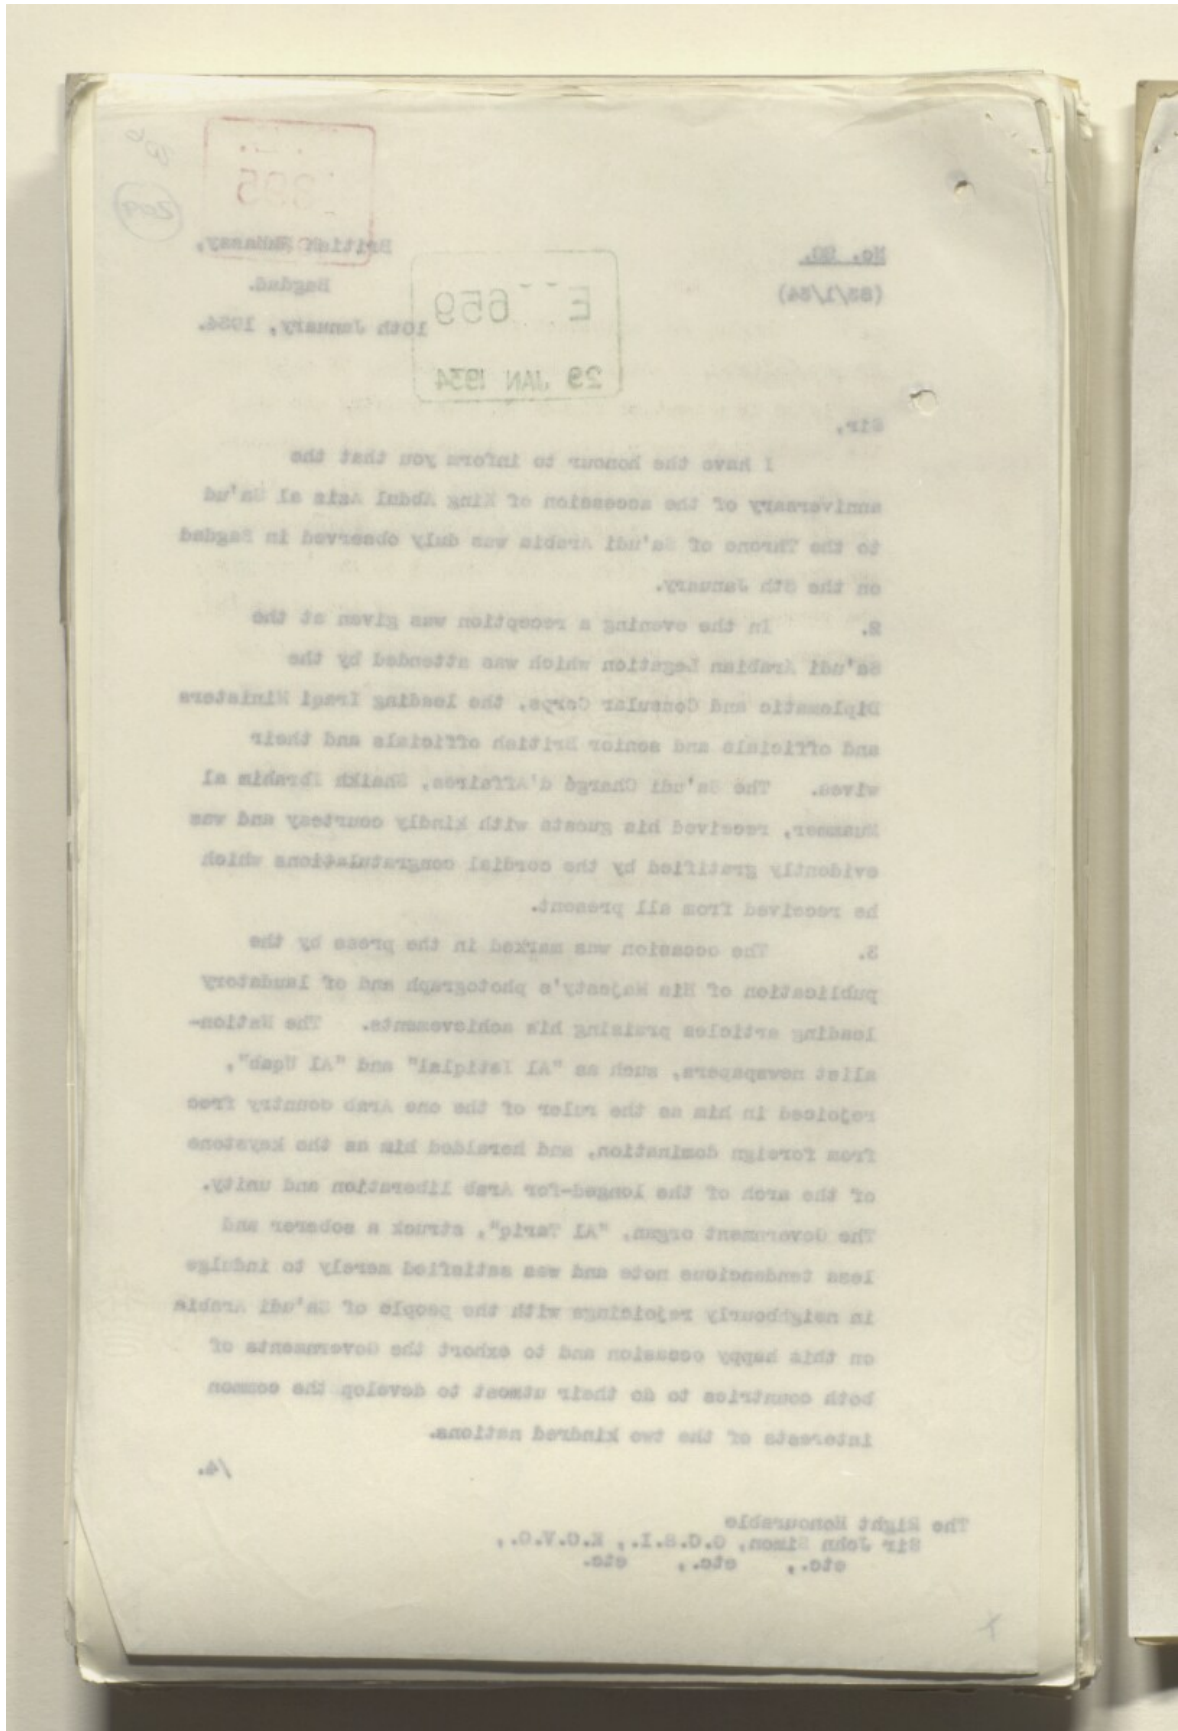 British Embassy,
Bagdad.
10th January, 1934.
No.
E 659
29 JAN 1934
Sir,
I have the honour to inform you that the
anniversary of the accession of King Abdul Aziz al Sa'ud
to the Throne of Sa'udi Arabia was duly observed in Bagdad
on the 8th January.
2. In the evening a reception was given at the
Sa'udi Arabian Legation which was attended by the
Diplomatic and Consular Corps, the leading Iraqi Ministers
and officials and senior British officials and their
wives. The Sa'udi Chargé d'Affaires, Shaikh Ibrahim al
Muammer, received his guests with kindly courtesy and was
evidently gratified by the cordial congratulations which
he received from all present.
3. The occasion was marked in the press by the
publication of His Majesty's photograph and of laudatory
leading articles praising his achievements. The Nation-
alist newspapers, such as "Al Istiqlal" and "Al Uqab",
rejoiced in him as the ruler of the one Arab country free
from foreign domination, and heralded him as the keystone
of the arch of the longed-for Arab liberation and unity.
The Government organ, "Al Tariq", struck a soberer and
less tendencious note and was satisfied merely to indulge
in neighbourly rejoicings with the people of Sa'udi Arabia
on this happy occasion and to exhort the Governments of
both countries to do their utmost to develop the common
interests of the two kindred nations.
/4.
The Right Honourable
Sir John Simon, G.C.S.I., K.C.V.O.,
etc., etc., etc.